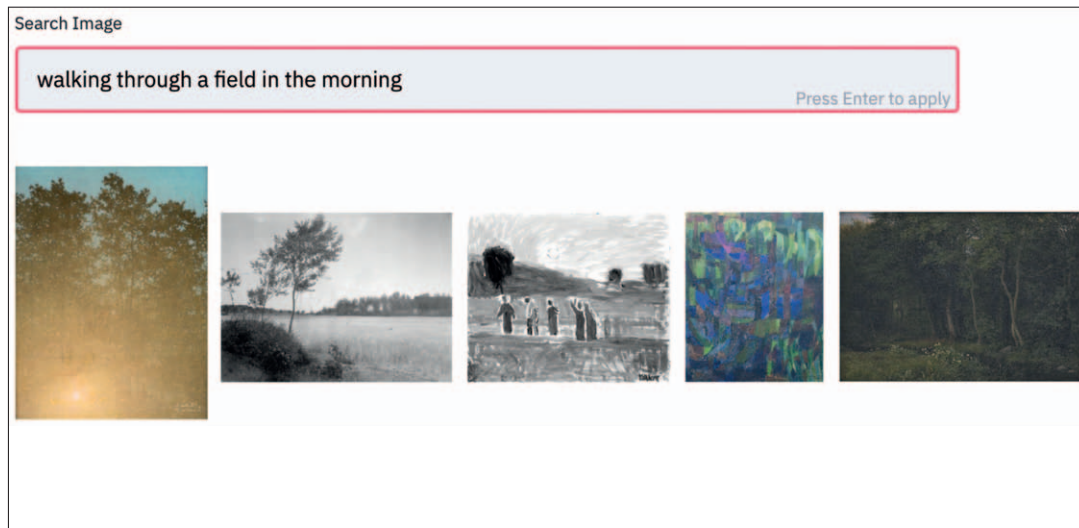 Search Image
walking through a field in the morning
Press Enter to apply